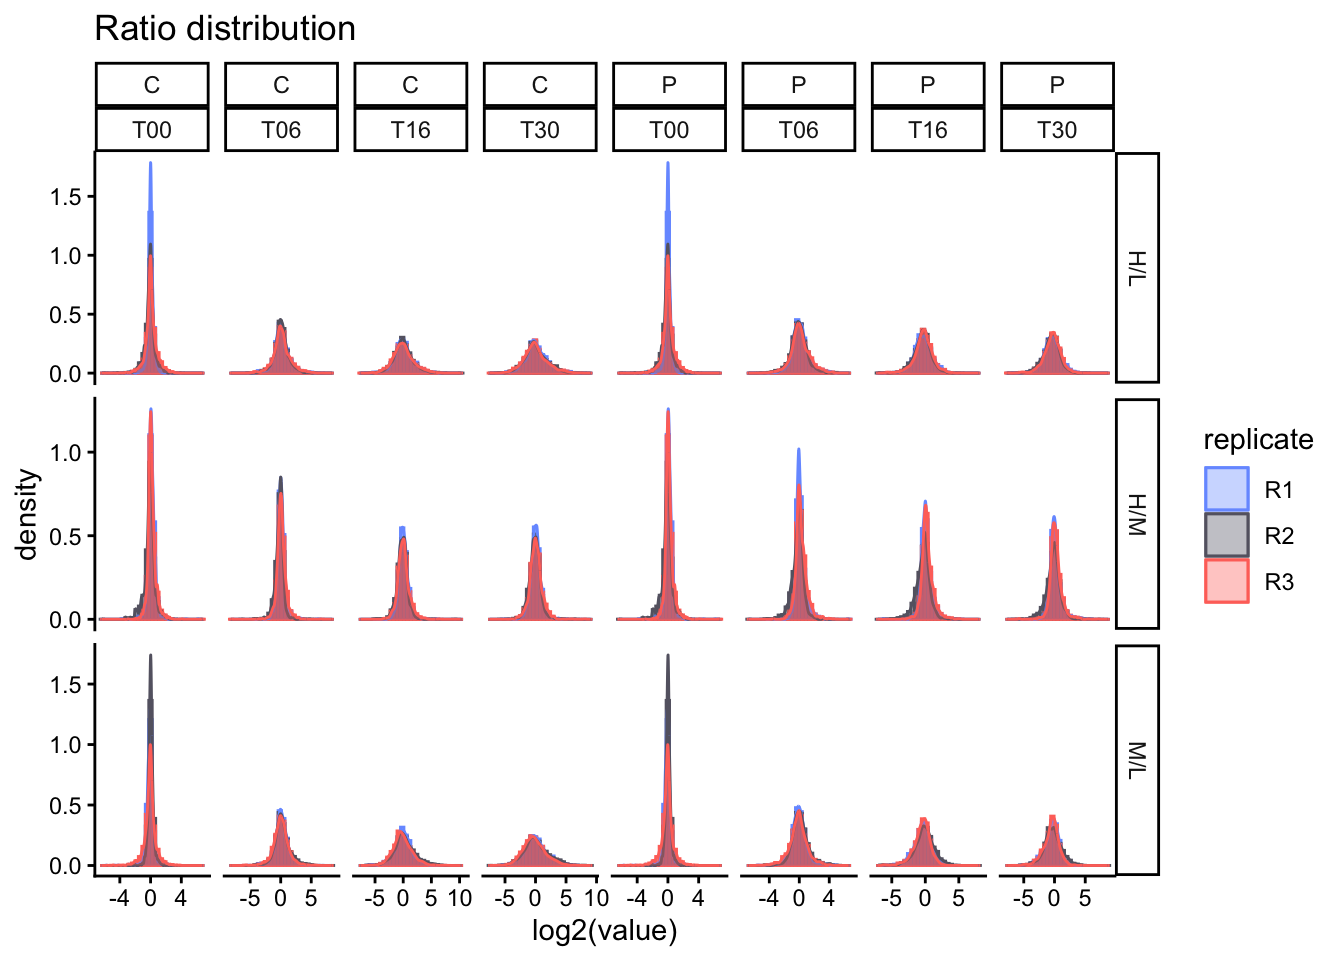 Ratio distribution
C C C C P P P P
T00 T06 T16 T30 T00 T06 T16 T30
1.5
1.0
0.5
0.0
H/L
1.0
0.5
0.0
H/M
1.5
1.0
0.5
0.0
M/L
density
-4 0 4 -5 0 5 -5 0 5 10 -5 0 5 10 -4 0 4 -4 0 4 -5 0 5 -5 0 5
log2(value)
replicate
R1
R2
R3